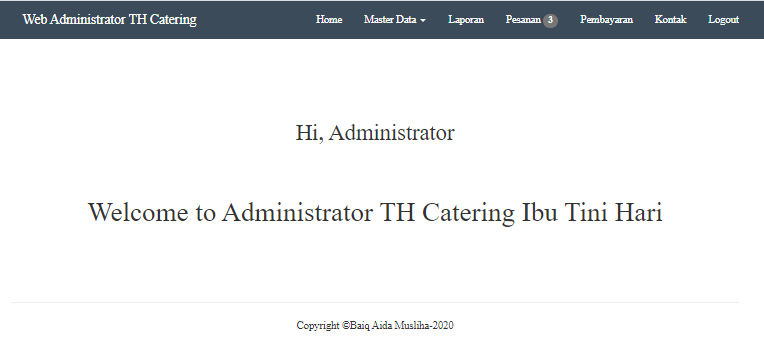 Web Administrator TH Catering Home Master Data Laporan Pesanan 3 Pembayaran Kontak Logout
Hi, Administrator
Welcome to Administrator TH Catering Ibu Tini Hari
Copyright ©Baiq Aida Musliha-2020